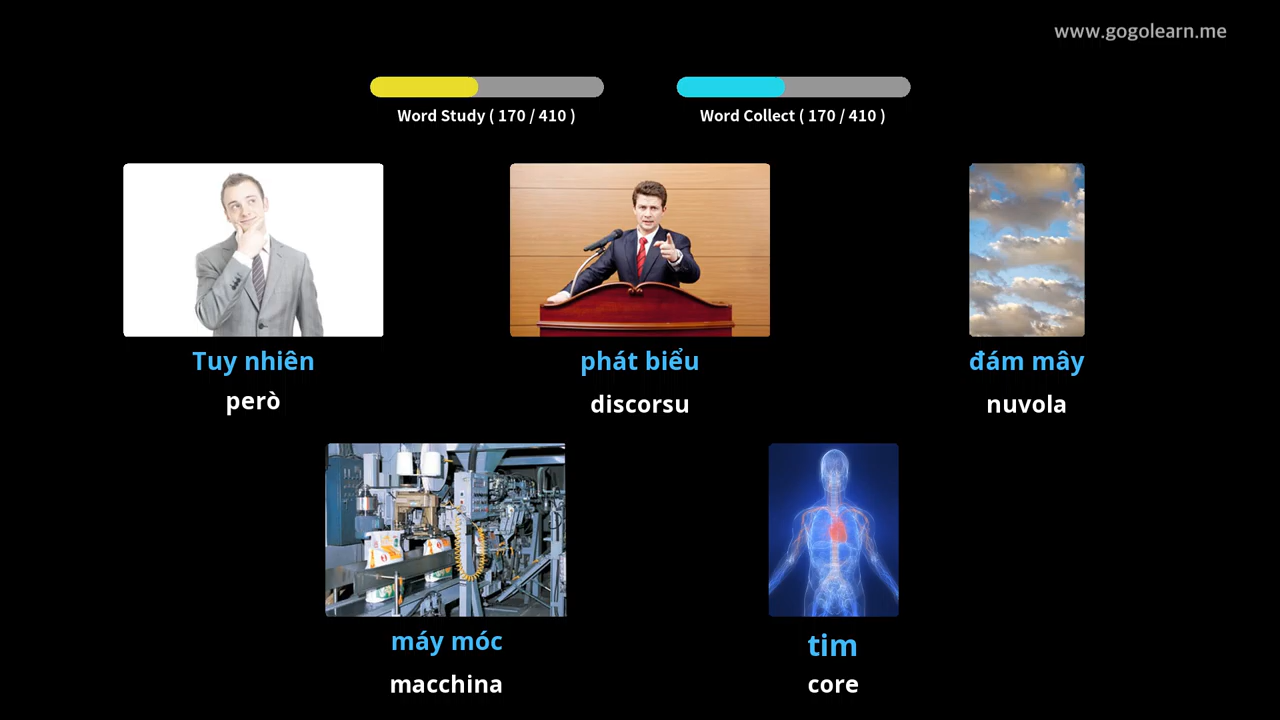 www.gogolearn.me
Word Study ( 170 / 410 )
Word Collect ( 170 / 410 )
Tuy nhiên
però
phát biểu
discorsu
đám mây
nuvola
máy móc
macchina
tim
core